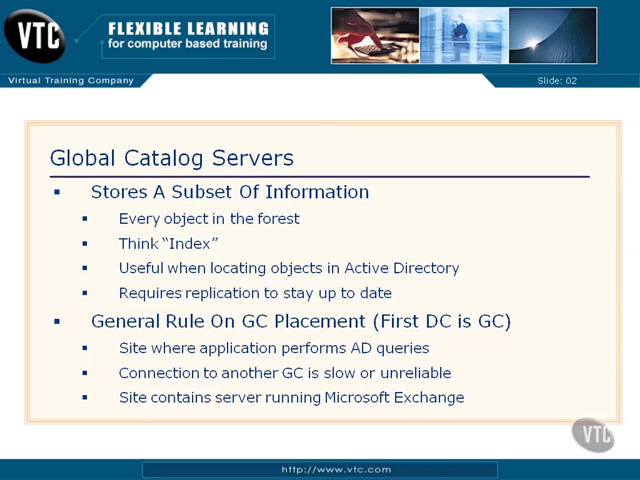 VTC
FLEXIBLE LEARNING
for computer based training
Virtual Training Company
Slide: 02
Global Catalog Servers
▪ Stores A Subset Of Information
▪ Every object in the forest
▪ Think “Index”
▪ Useful when locating objects in Active Directory
▪ Requires replication to stay up to date
▪ General Rule On GC Placement (First DC is GC)
▪ Site where application performs AD queries
▪ Connection to another GC is slow or unreliable
▪ Site contains server running Microsoft Exchange
VTC
http://www.vtc.com